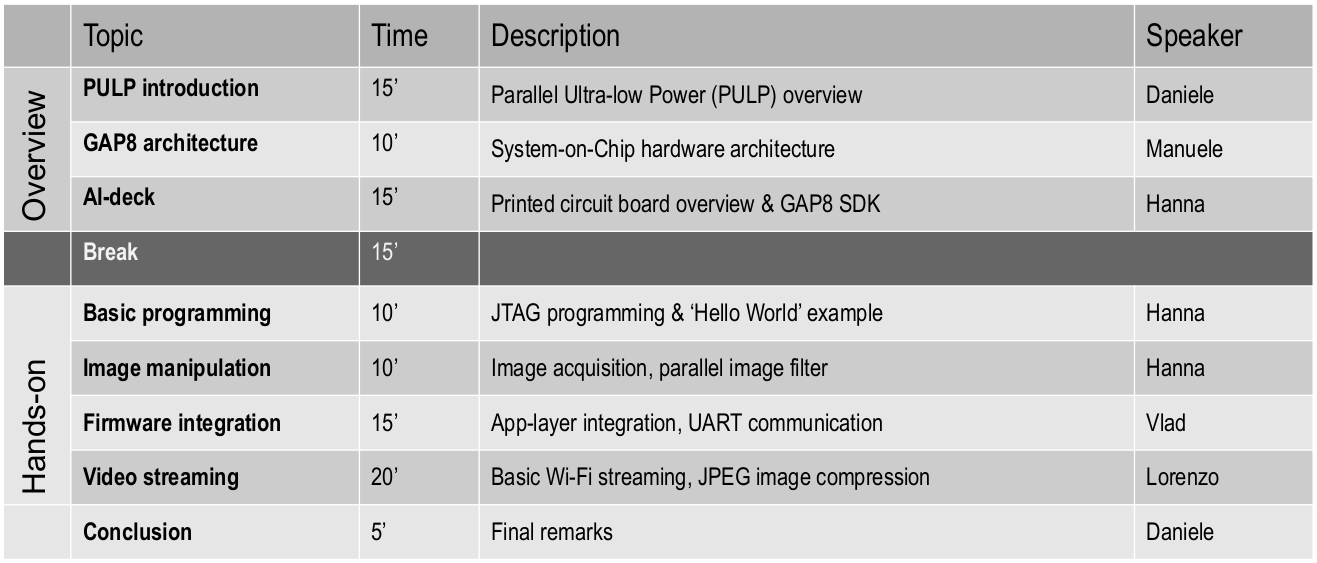 Topic Time Description Speaker
Overview
PULP introduction 15’ Parallel Ultra-low Power (PULP) overview Daniele
GAP8 architecture 10’ System-on-Chip hardware architecture Manuele
AI-deck 15’ Printed circuit board overview & GAP8 SDK Hanna
Break 15’
Hands-on
Basic programming 10’ JTAG programming & ‘Hello World’ example Hanna
Image manipulation 10’ Image acquisition, parallel image filter Hanna
Firmware integration 15’ App-layer integration, UART communication Vlad
Video streaming 20’ Basic Wi-Fi streaming, JPEG image compression Lorenzo
Conclusion 5’ Final remarks Daniele